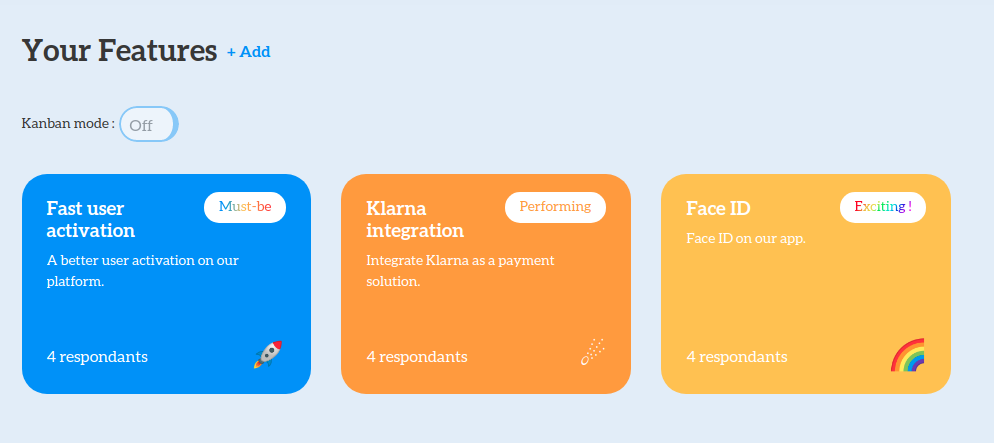 Your Features + Add
Kanban mode : Off
Fast user
activation
Must-be
A better user activation on our
platform.
4 respondants
Klarna
integration
Performing
Integrate Klarna as a payment
solution.
4 respondants
Face ID
Exciting !
Face ID on our app.
4 respondants